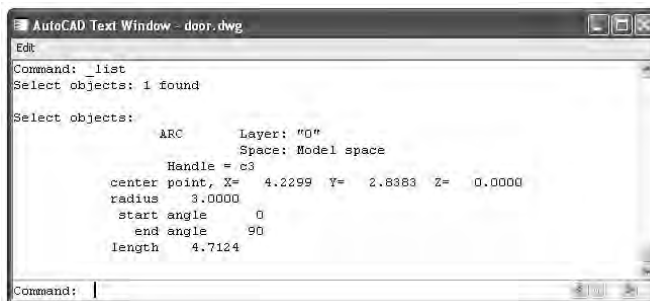 AutoCAD Text Window - door.dwg
Edit
Command: _list
Select objects: 1 found
Select objects:
ARC Layer: "0"
Space: Model space
Handle = c3
center point, X= 4.2299 Y= 2.8383 Z= 0.0000
radius 3.0000
start angle 0
end angle 90
length 4.7124
Command: